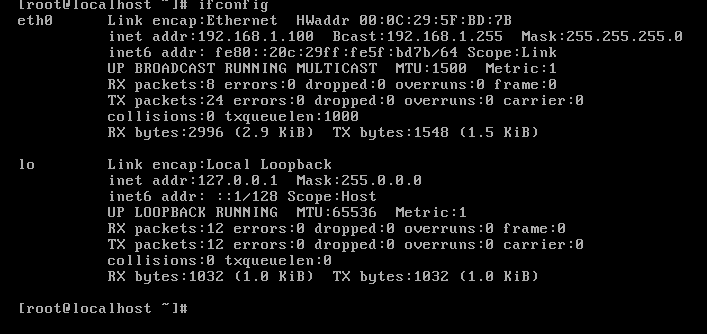 [root@localhost ~]# ifconfig
eth0      Link encap:Ethernet  HWaddr 00:0C:29:5F:BD:7B
          inet addr:192.168.1.100  Bcast:192.168.1.255  Mask:255.255.255.0
          inet6 addr: fe80::20c:29ff:fe5f:bd7b/64 Scope:Link
          UP BROADCAST RUNNING MULTICAST  MTU:1500  Metric:1
          RX packets:8 errors:0 dropped:0 overruns:0 frame:0
          TX packets:24 errors:0 dropped:0 overruns:0 carrier:0
          collisions:0 txqueuelen:1000
          RX bytes:2996 (2.9 KiB)  TX bytes:1548 (1.5 KiB)
lo        Link encap:Local Loopback
          inet addr:127.0.0.1  Mask:255.0.0.0
          inet6 addr: ::1/128 Scope:Host
          UP LOOPBACK RUNNING  MTU:65536  Metric:1
          RX packets:12 errors:0 dropped:0 overruns:0 frame:0
          TX packets:12 errors:0 dropped:0 overruns:0 carrier:0
          collisions:0 txqueuelen:0
          RX bytes:1032 (1.0 KiB)  TX bytes:1032 (1.0 KiB)
[root@localhost ~]#